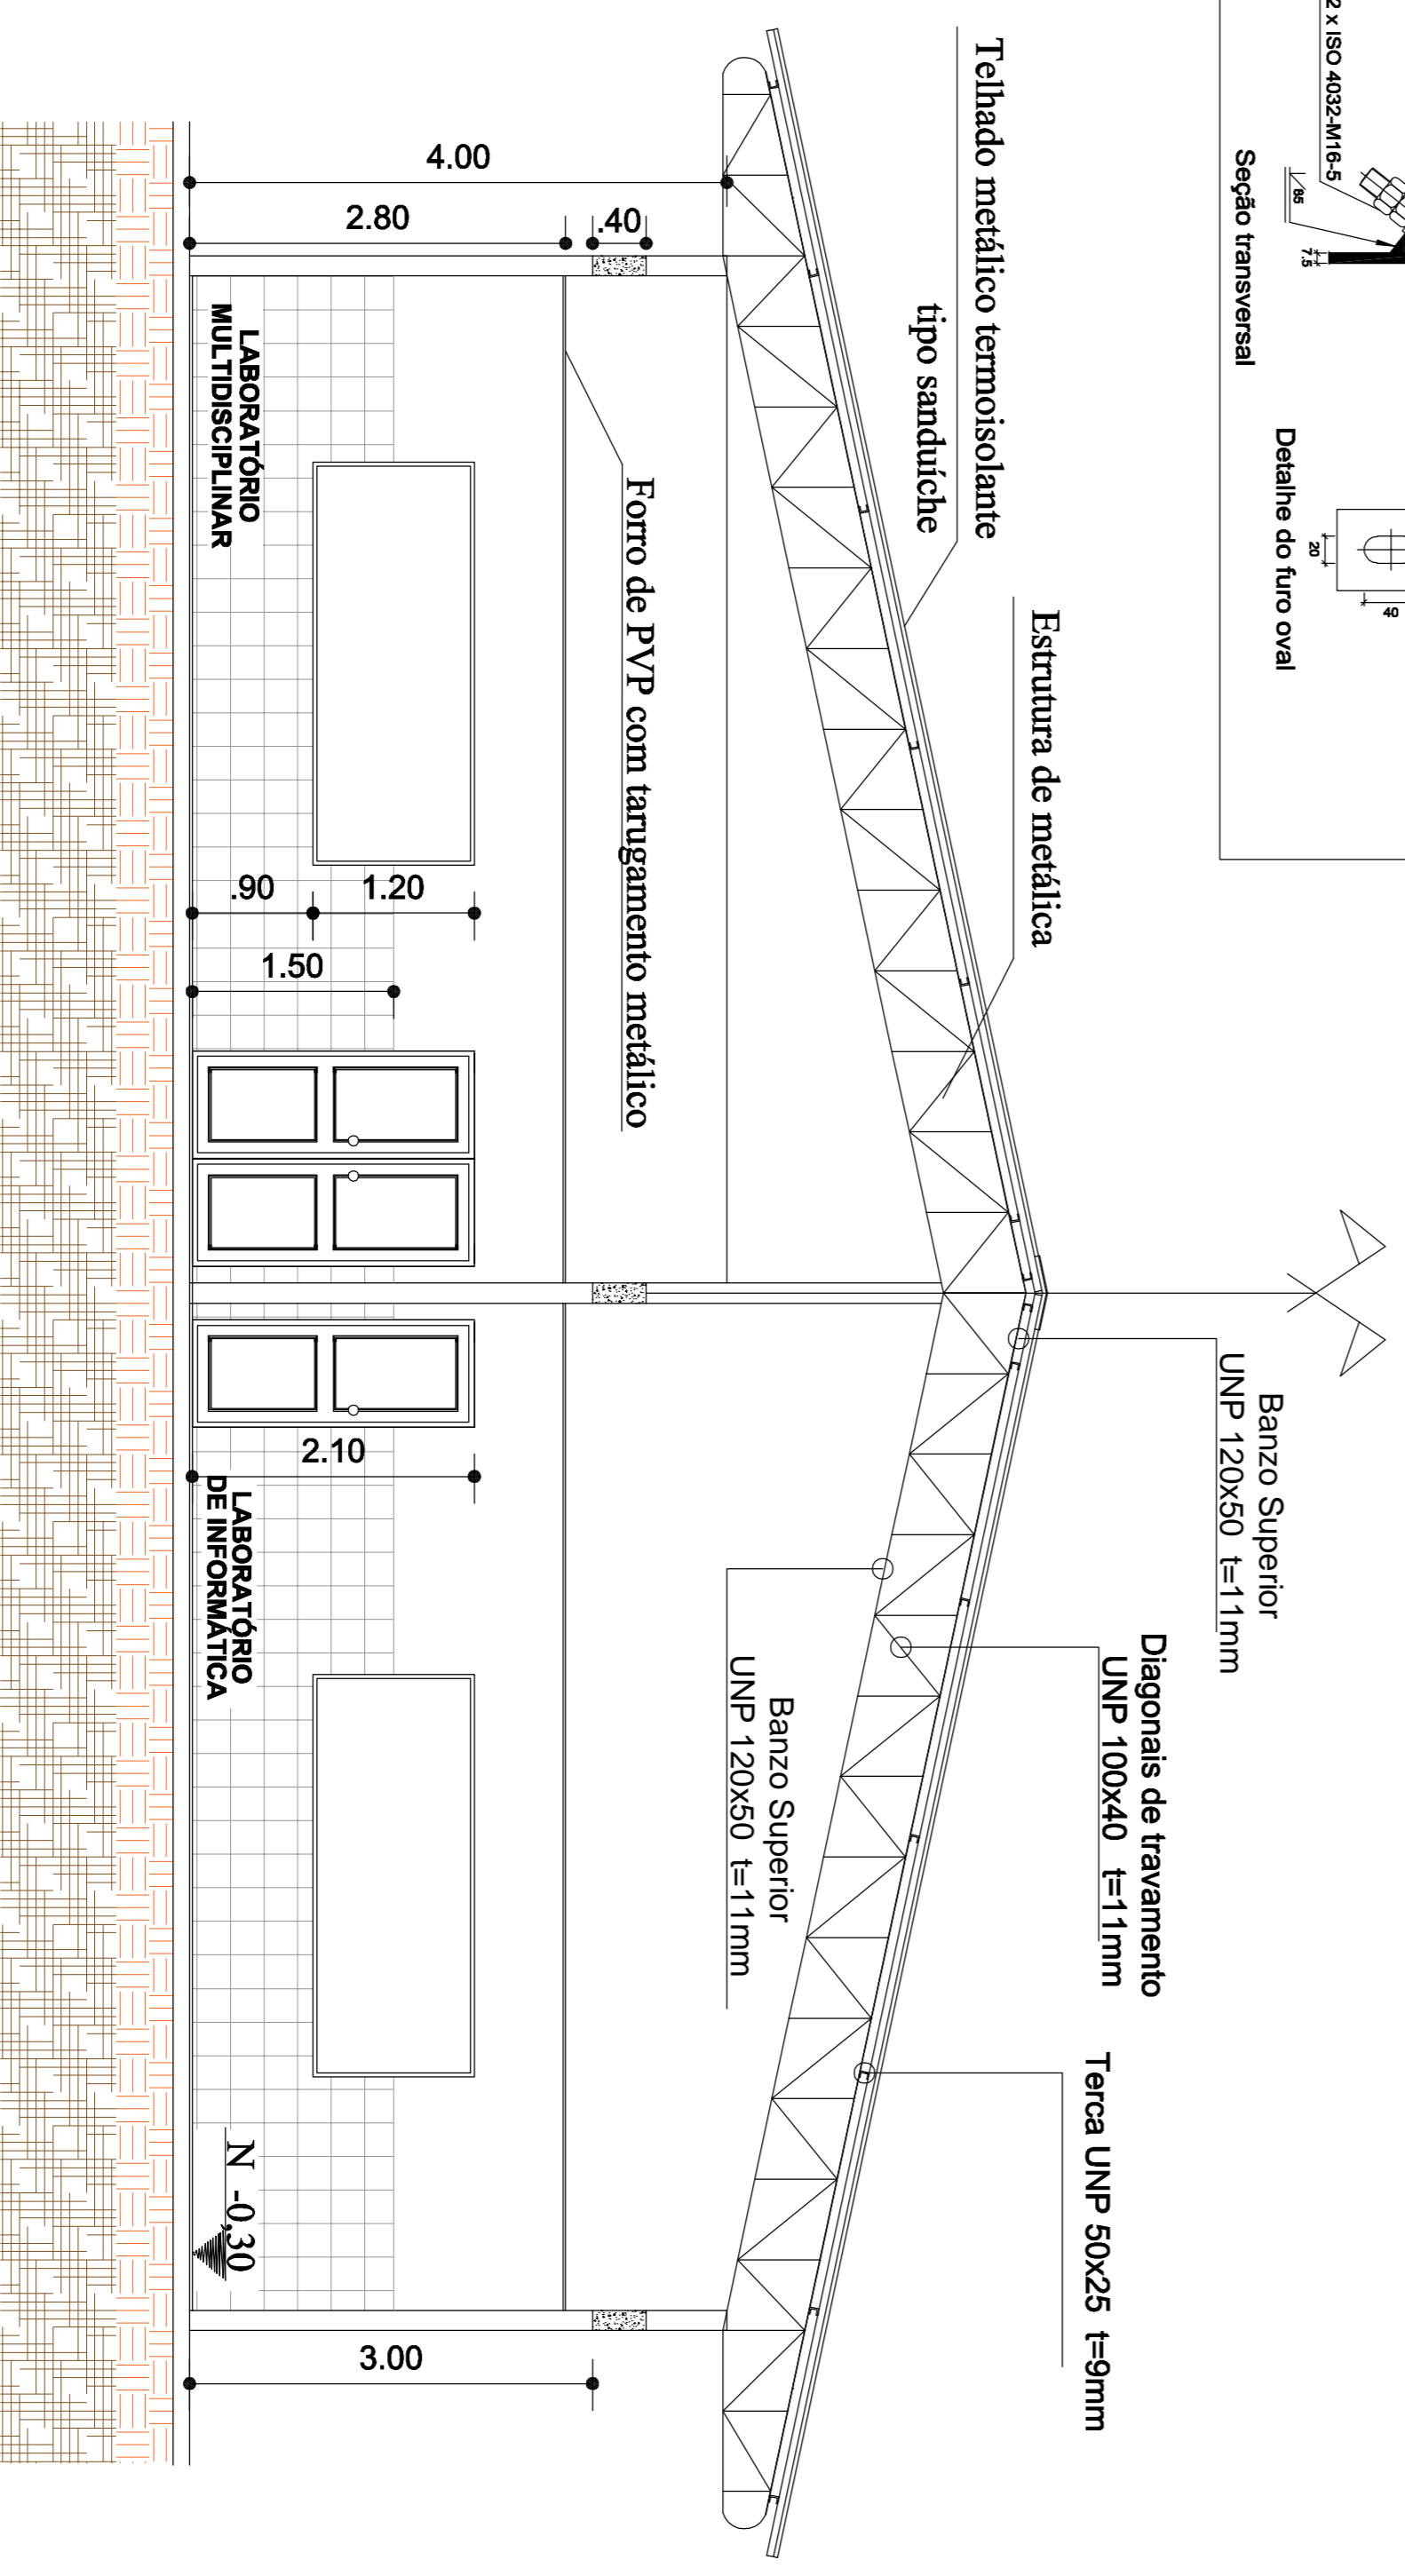 2 x ISO 4032-M16-5
85
7.5
Seção transversal
20
40
Detalhe do furo oval
Telhado metálico termoisolante
tipo sanduíche
Estrutura de metálica
Banzo Superior
UNP 120x50 t=11mm
Diagonais de travamento
UNP 100x40 t=11mm
Terca UNP 50x25 t=9mm
Banzo Superior
UNP 120x50 t=11mm
Forro de PVP com tarugamento metálico
4.00
2.80
.40
.90
1.20
1.50
2.10
3.00
LABORATÓRIO
MULTIDISCIPLINAR
LABORATÓRIO
DE INFORMÁTICA
N -0,30